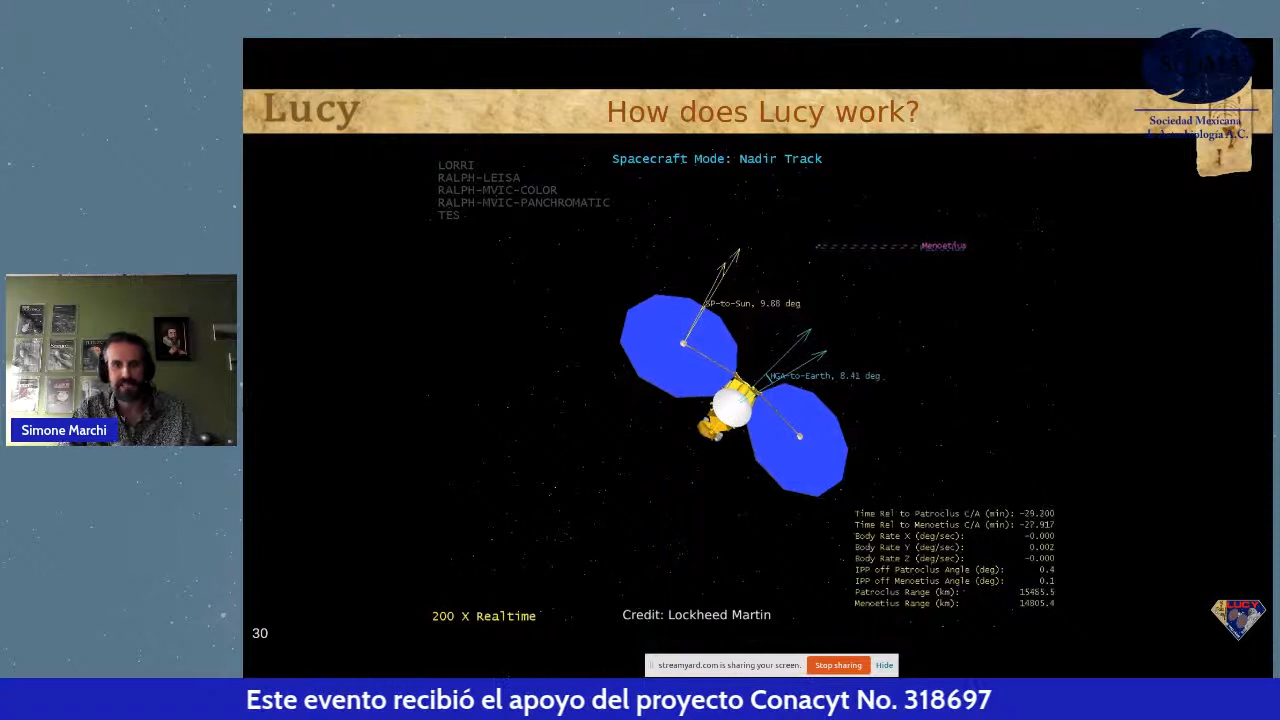 Lucy
How does Lucy work?
Sociedad Mexicana
de Astrobiología A.C.
Spacecraft Mode: Nadir Track
LORRI
RALPH-LEISA
RALPH-MVIC-COLOR
RALPH-MVIC-PANCHROMATIC
TES
Menoetius
SP-to-Sun, 9.88 deg
HGA-to-Earth, 8.41 deg
Simone Marchi
Time Rel to Patroclus C/A (min): -29.200
Time Rel to Menoetius C/A (min): -27.917
Body Rate X (deg/sec): -0.000
Body Rate Y (deg/sec): 0.002
Body Rate Z (deg/sec): -0.000
IPP off Patroclus Angle (deg): 0.4
IPP off Menoetius Angle (deg): 0.1
Patroclus Range (km): 15485.5
Menoetius Range (km): 14805.4
200 X Realtime
Credit: Lockheed Martin
LUCY
30
streamyard.com is sharing your screen. Stop sharing Hide
Este evento recibió el apoyo del proyecto Conacyt No. 318697